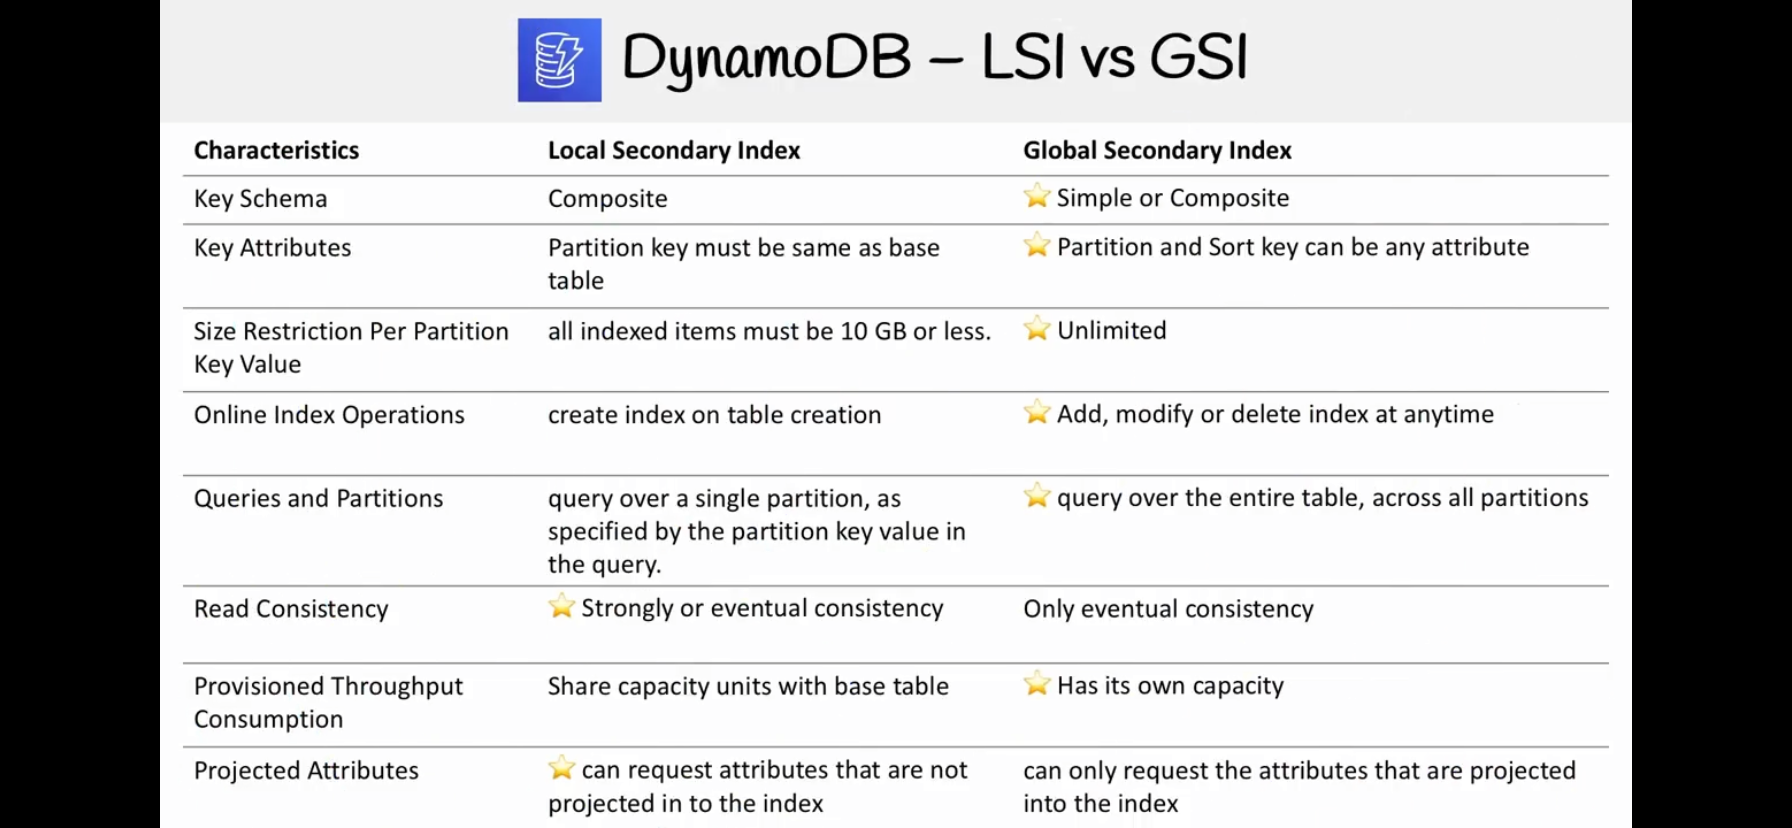 DynamoDB – LSI vs GSI
Characteristics Local Secondary Index Global Secondary Index
Key Schema Composite ⭐ Simple or Composite
Key Attributes Partition key must be same as base ⭐ Partition and Sort key can be any attribute
table
Size Restriction Per Partition all indexed items must be 10 GB or less. ⭐ Unlimited
Key Value
Online Index Operations create index on table creation ⭐ Add, modify or delete index at anytime
Queries and Partitions query over a single partition, as ⭐ query over the entire table, across all partitions
specified by the partition key value in
the query.
Read Consistency ⭐ Strongly or eventual consistency Only eventual consistency
Provisioned Throughput Share capacity units with base table ⭐ Has its own capacity
Consumption
Projected Attributes ⭐ can request attributes that are not can only request the attributes that are projected
projected in to the index into the index